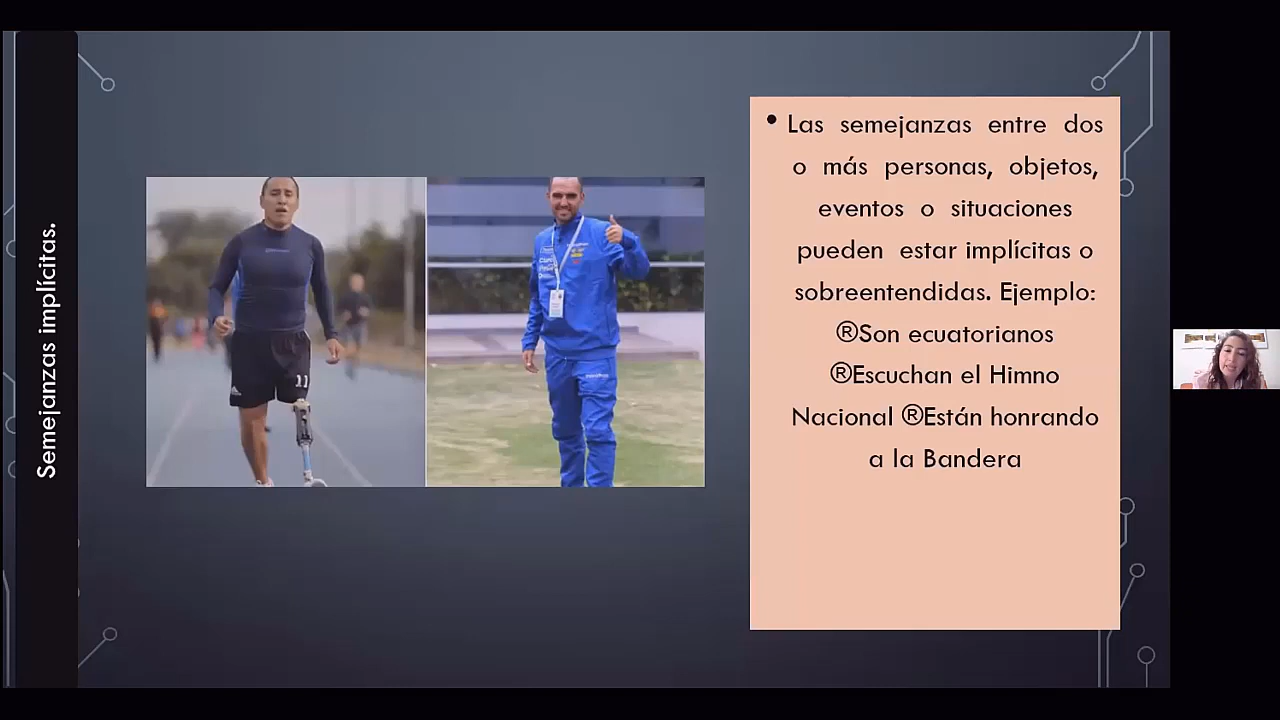 Semejanzas implícitas.
• Las semejanzas entre dos
o más personas, objetos,
eventos o situaciones
pueden estar implícitas o
sobreentendidas. Ejemplo:
®Son ecuatorianos
®Escuchan el Himno
Nacional ®Están honrando
a la Bandera
11